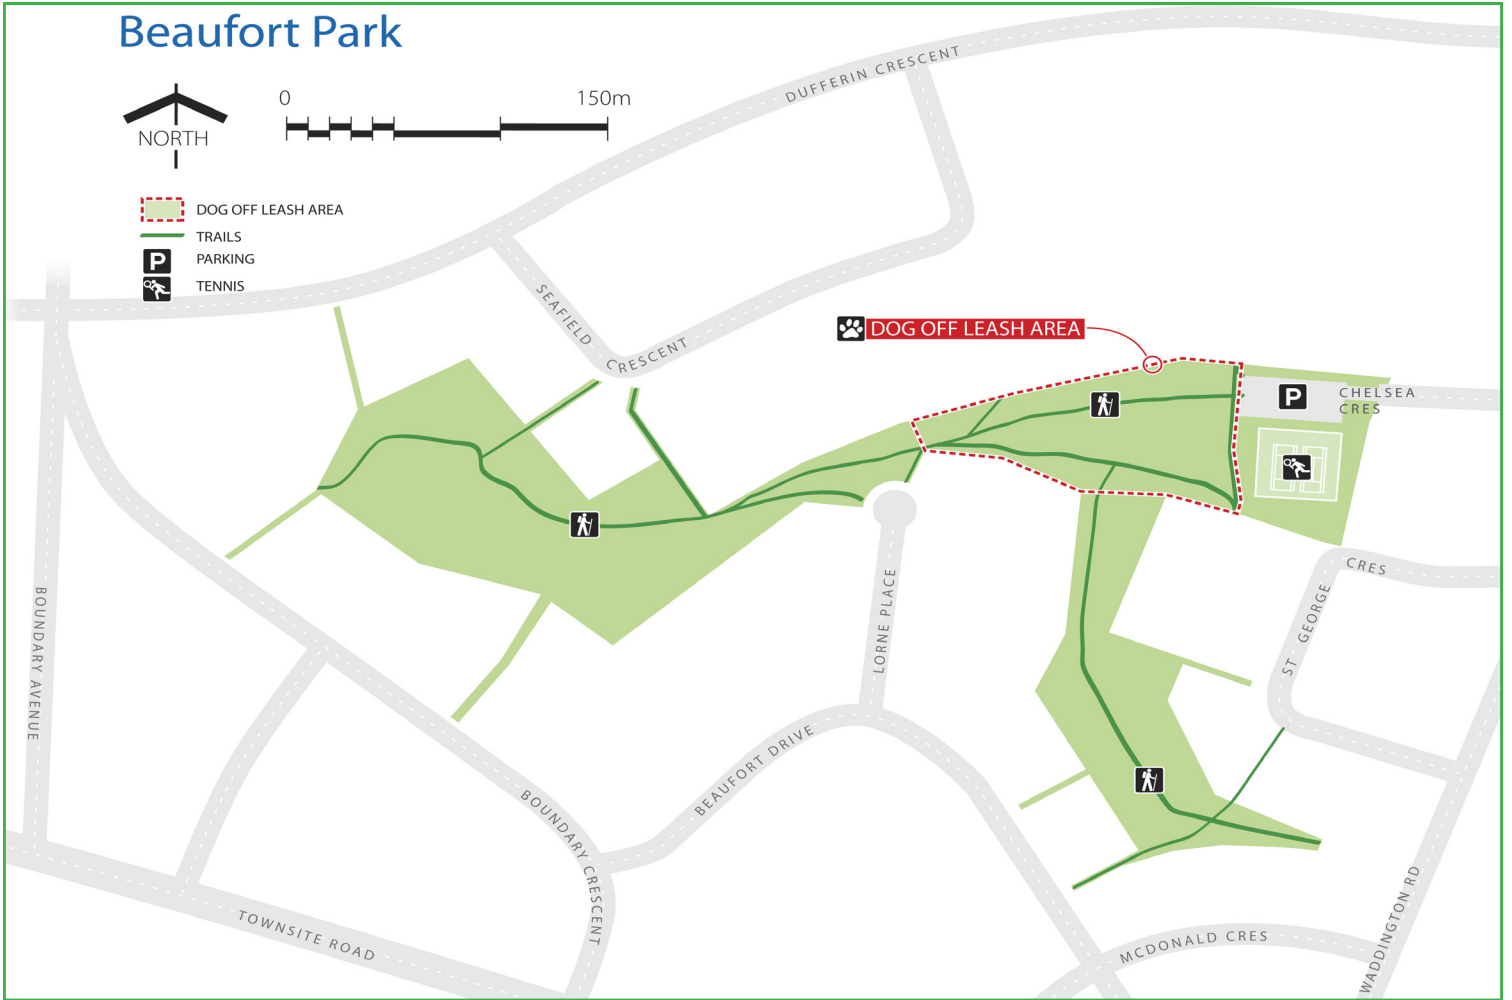 Beaufort Park
0 150m
NORTH
DOG OFF LEASH AREA
TRAILS
P PARKING
TENNIS
DUFFERIN CRESCENT
SEAFIELD
CRESCENT
DOG OFF LEASH AREA
P
CHELSEA
CRES
BOUNDARY AVENUE
LORNE PLACE
ST GEORGE
CRES
BEAUFORT DRIVE
BOUNDARY CRESCENT
TOWNSITE ROAD
MCDONALD CRES
WADDINGTON RD